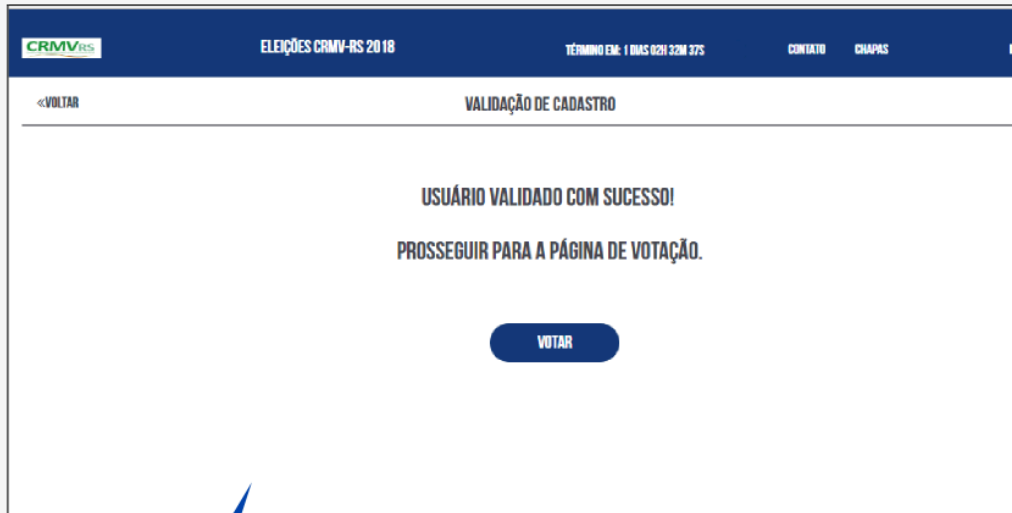 CRMVRS
ELEIÇÕES CRMV-RS 2018
TÉRMINO EM: 1 DIAS 02H 32M 37S
CONTATO
CHAPAS
«VOLTAR
VALIDAÇÃO DE CADASTRO
USUÁRIO VALIDADO COM SUCESSO!
PROSSEGUIR PARA A PÁGINA DE VOTAÇÃO.
VOTAR